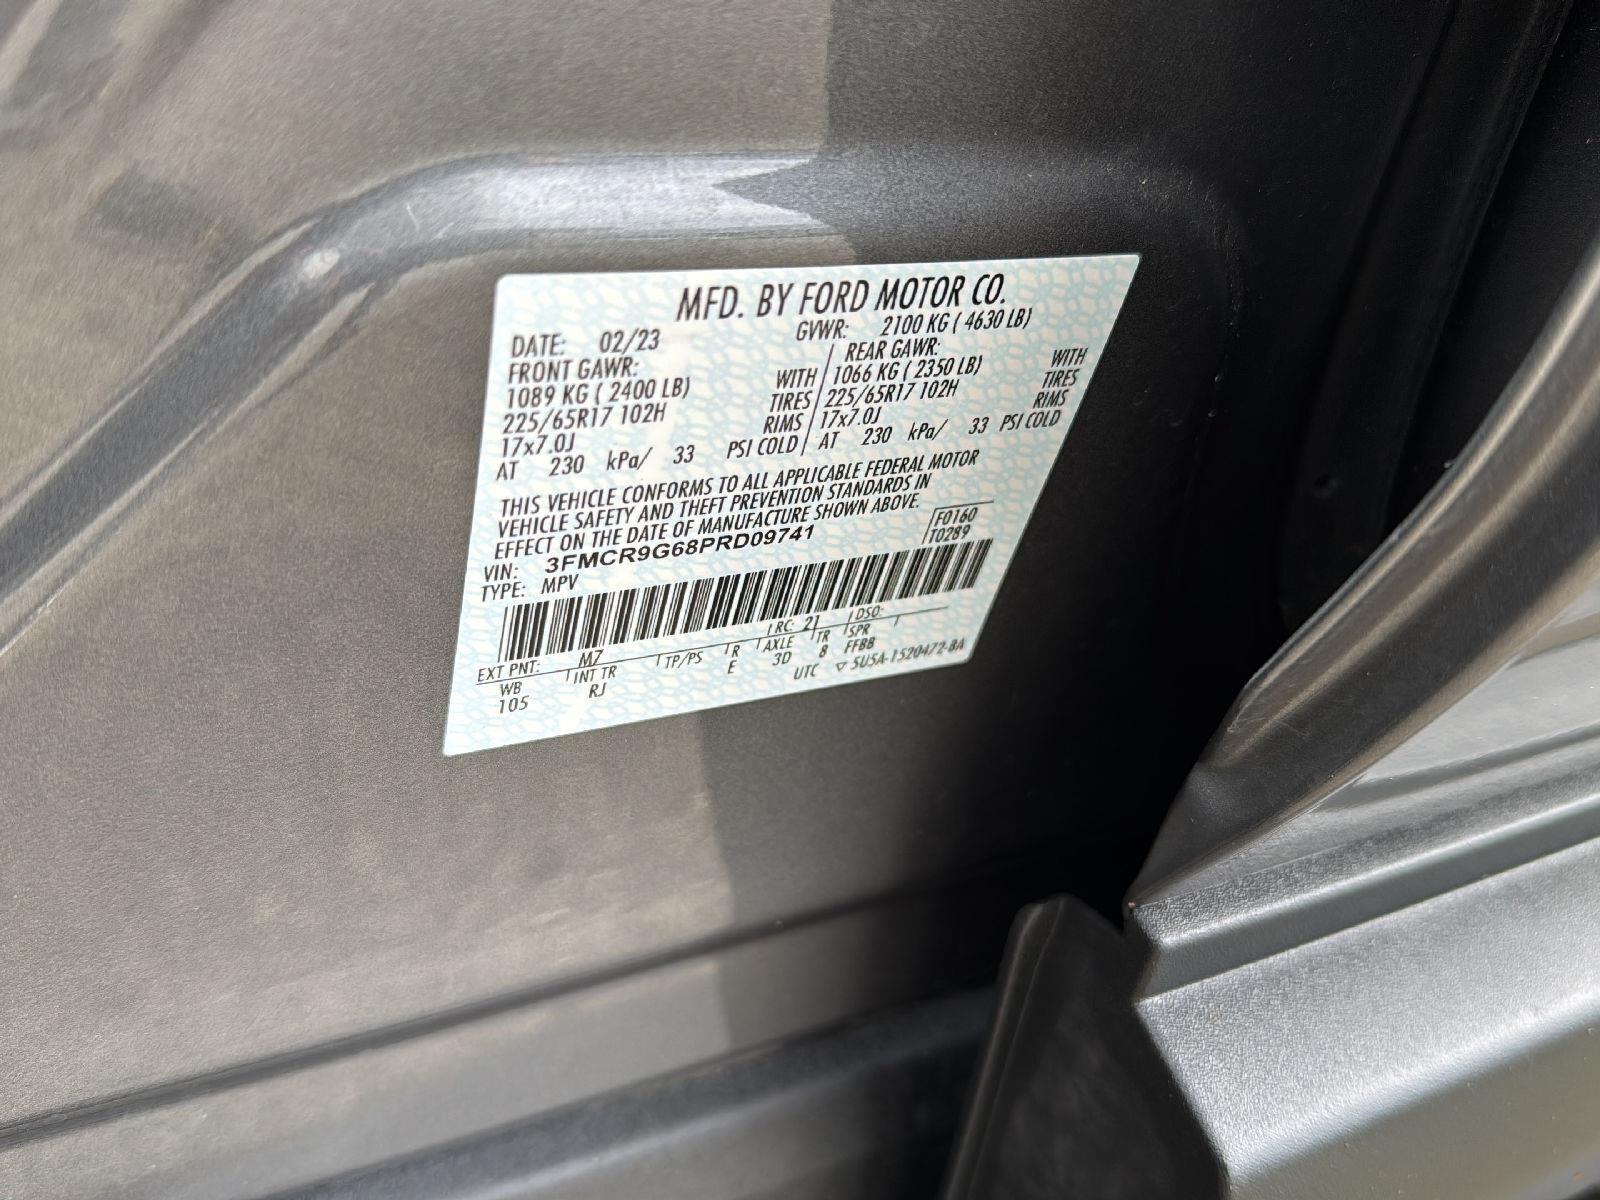 MFD. BY FORD MOTOR CO.
DATE: 02/23 GVWR: 2100 KG ( 4630 LB)
FRONT GAWR: REAR GAWR:
1089 KG ( 2400 LB) WITH 1066 KG ( 2350 LB) WITH
225/65R17 102H TIRES 225/65R17 102H TIRES
17x7.0J RIMS 17x7.0J RIMS
AT 230 kPa/ 33 PSI COLD AT 230 kPa/ 33 PSI COLD
THIS VEHICLE CONFORMS TO ALL APPLICABLE FEDERAL MOTOR
VEHICLE SAFETY AND THEFT PREVENTION STANDARDS IN
EFFECT ON THE DATE OF MANUFACTURE SHOWN ABOVE.
F0160
T0289
VIN: 3FMCR9G68PRD09741
TYPE: MPV
EXT PNT: M7 RC: 21 DSO:
WB INT TR TP/PS R AXLE TR SPR
105 RJ E 3D 8 FFBB
UTC ▽ 5U5A-1520472-BA